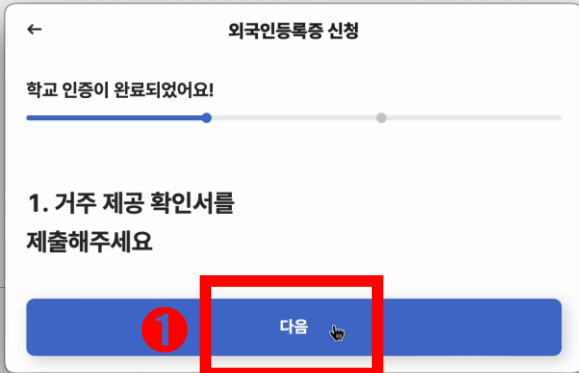 ←
외국인등록증 신청
학교 인증이 완료되었어요!
1. 거주 제공 확인서를
제출해주세요
1
다음